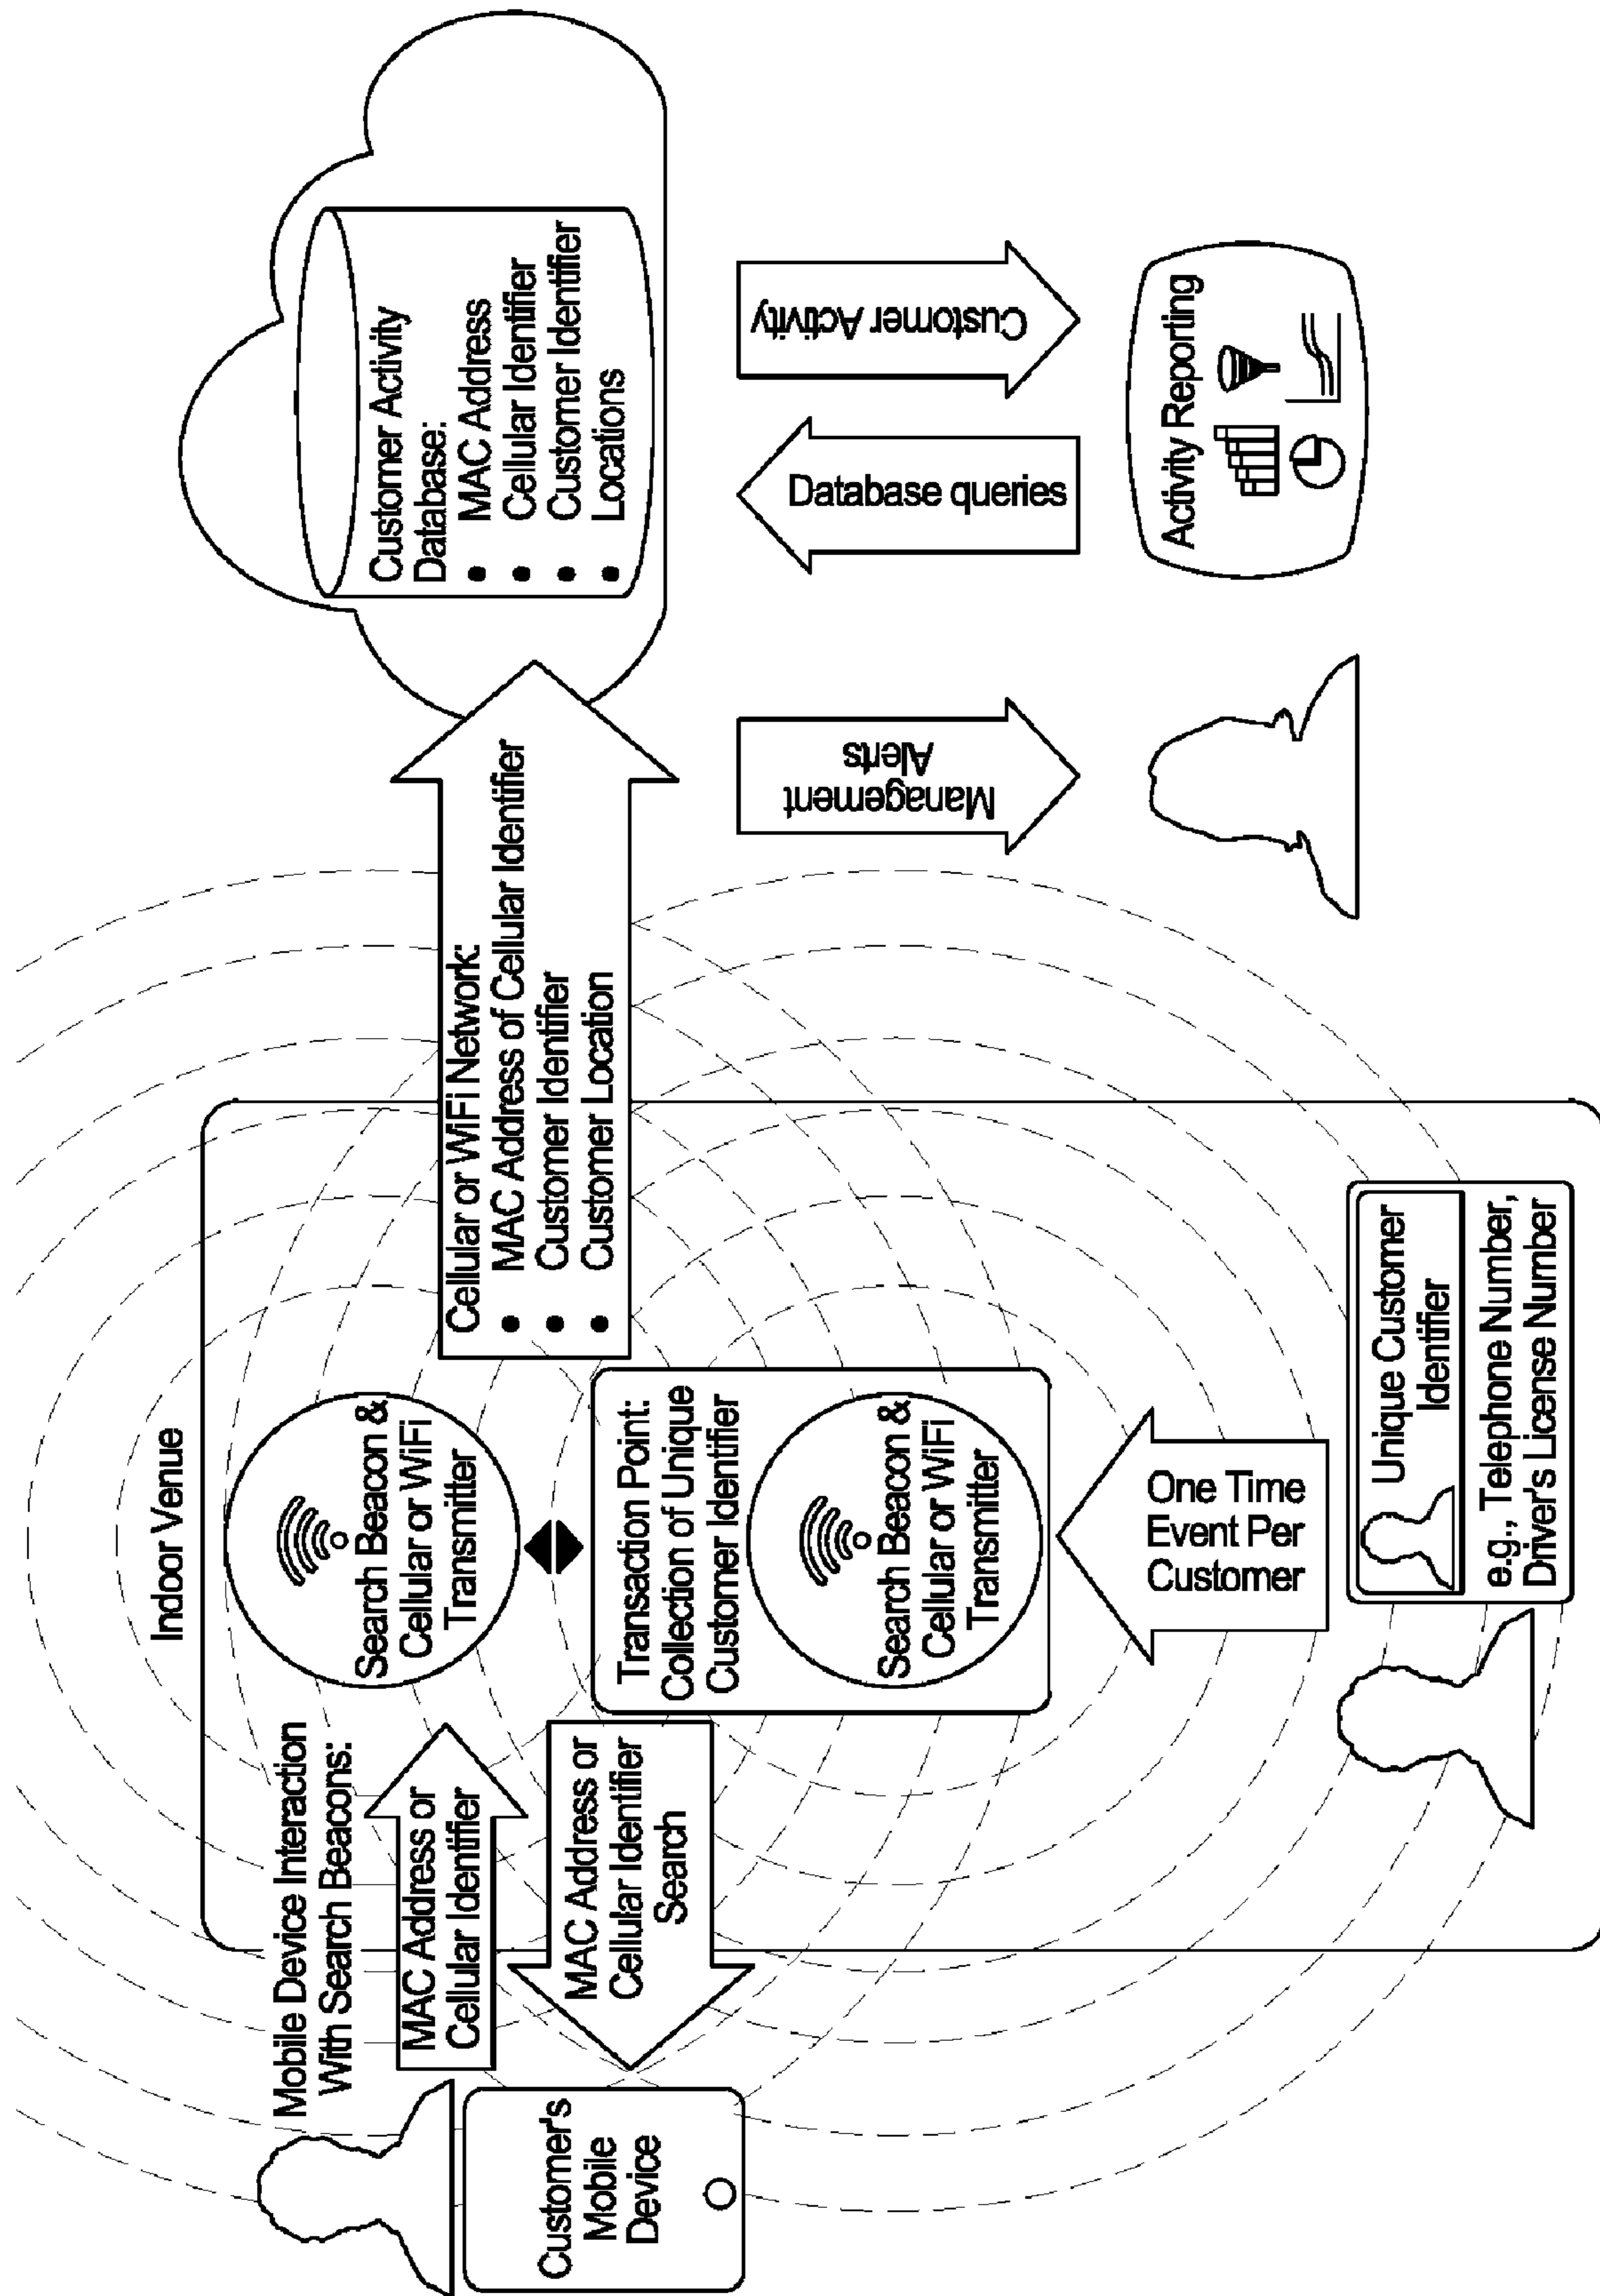 Indoor Venue
Mobile Device Interaction
With Search Beacons:
MAC Address or
Cellular Identifier
MAC Address or
Cellular Identifier
Search
Customer's
Mobile
Device
Search Beacon &
Cellular or WiFi
Transmitter
Transaction Point:
Collection of Unique
Customer Identifier
Search Beacon &
Cellular or WiFi
Transmitter
One Time
Event Per
Customer
Unique Customer
Identifier
e.g., Telephone Number,
Driver's License Number
Cellular or WiFi Network:
• MAC Address of Cellular Identifier
• Customer Identifier
• Customer Location
Customer Activity
Database:
• MAC Address
• Cellular Identifier
• Customer Identifier
• Locations
Management
Alerts
Database queries
Customer Activity
Activity Reporting